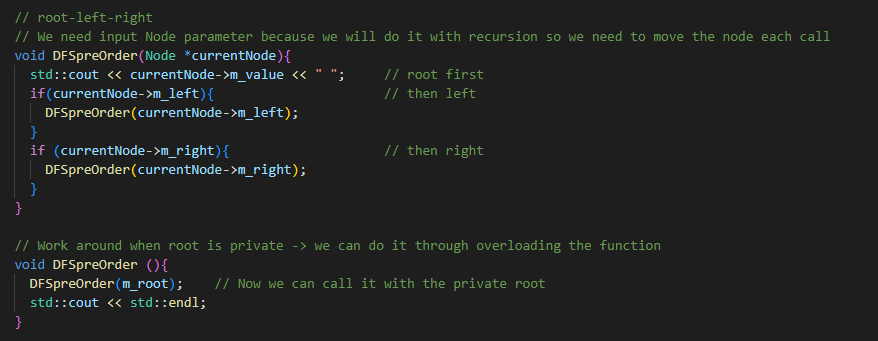 // root-left-right
// We need input Node parameter because we will do it with recursion so we need to move the node each call
void DFSpreOrder(Node *currentNode){
  std::cout << currentNode->m_value << " ";     // root first
  if(currentNode->m_left){                      // then left
    DFSpreOrder(currentNode->m_left);
  }
  if (currentNode->m_right){                    // then right
    DFSpreOrder(currentNode->m_right);
  }
}

// Work around when root is private -> we can do it through overloading the function
void DFSpreOrder (){
  DFSpreOrder(m_root);    // Now we can call it with the private root
  std::cout << std::endl;
}